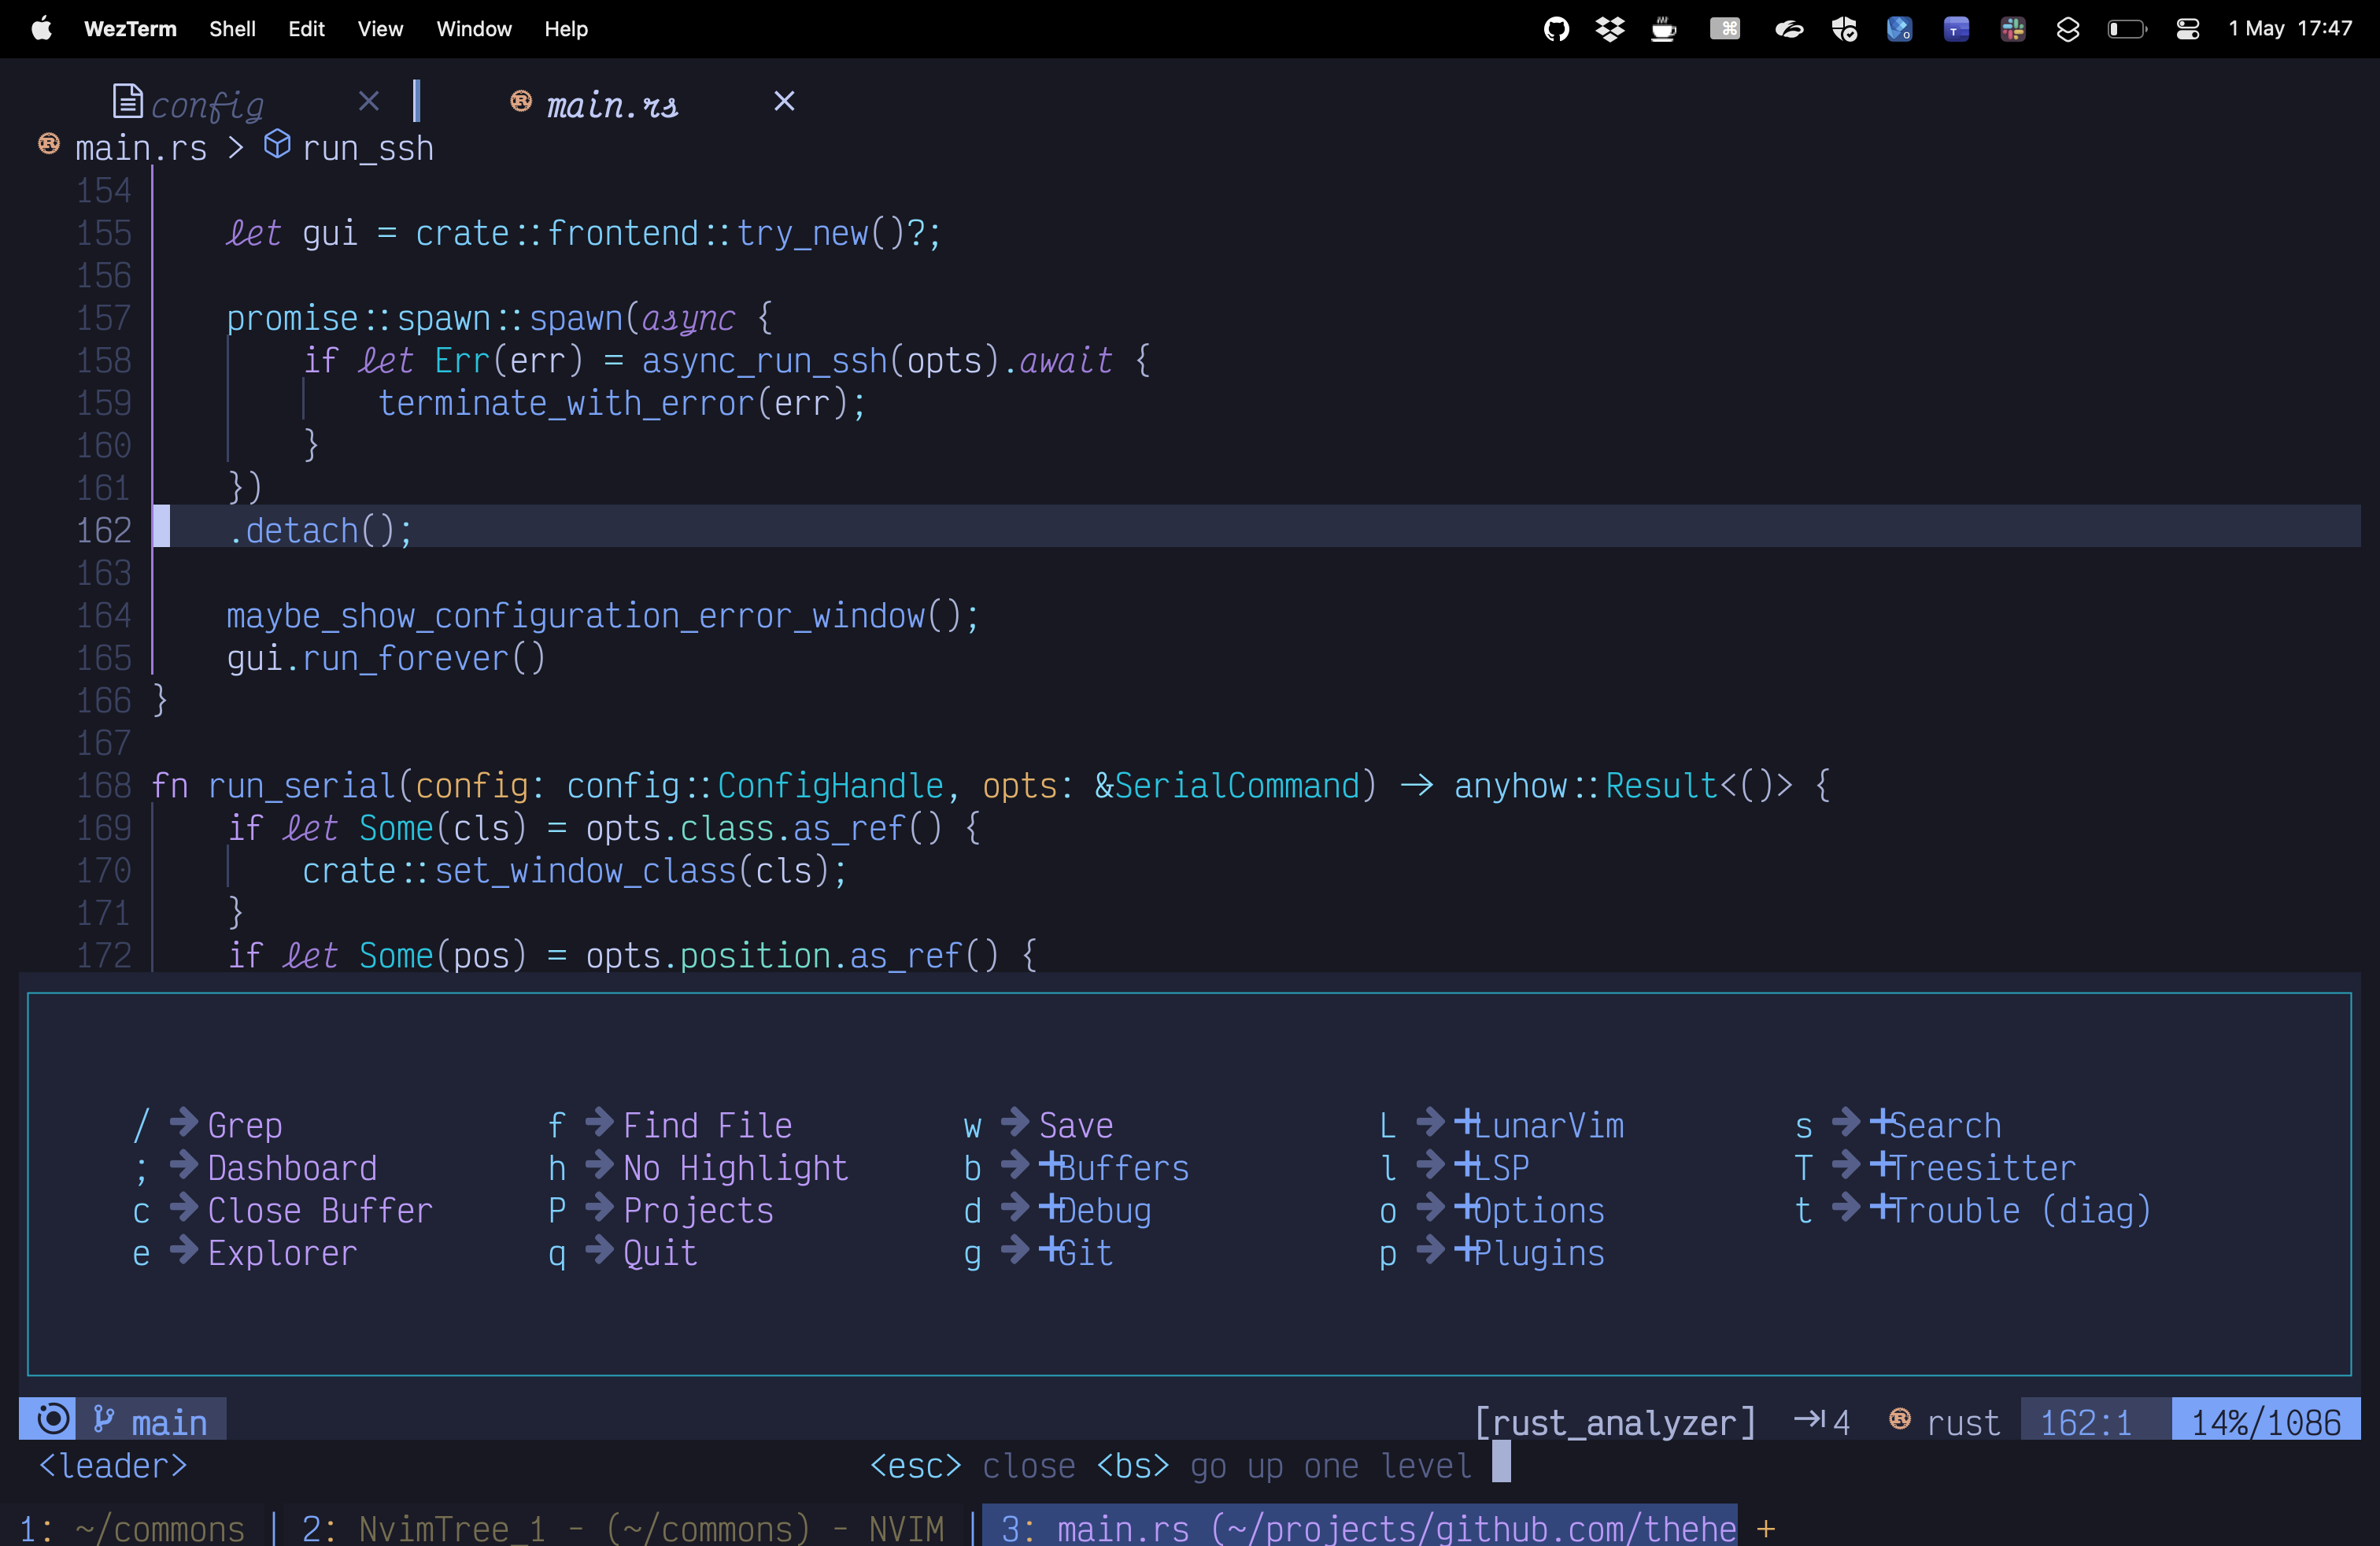 WezTerm Shell Edit View Window Help 1 May 17:47
config main.rs
main.rs > run_ssh
154
155 let gui = crate::frontend::try_new()?;
156
157 promise::spawn::spawn(async {
158 if let Err(err) = async_run_ssh(opts).await {
159 terminate_with_error(err);
160 }
161 })
162 .detach();
163
164 maybe_show_configuration_error_window();
165 gui.run_forever()
166 }
167
168 fn run_serial(config: config::ConfigHandle, opts: &SerialCommand) -> anyhow::Result<()> {
169 if let Some(cls) = opts.class.as_ref() {
170 crate::set_window_class(cls);
171 }
172 if let Some(pos) = opts.position.as_ref() {
/ ➜ Grep f ➜ Find File w ➜ Save L ➜ +LunarVim s ➜ +Search
; ➜ Dashboard h ➜ No Highlight b ➜ +Buffers l ➜ +LSP T ➜ +Treesitter
c ➜ Close Buffer P ➜ Projects d ➜ +Debug o ➜ +Options t ➜ +Trouble (diag)
e ➜ Explorer q ➜ Quit g ➜ +Git p ➜ +Plugins
main [rust_analyzer] 4 rust 162:1 14%/1086
<leader> <esc> close <bs> go up one level
1: ~/commons | 2: NvimTree_1 - (~/commons) - NVIM | 3: main.rs (~/projects/github.com/thehe +